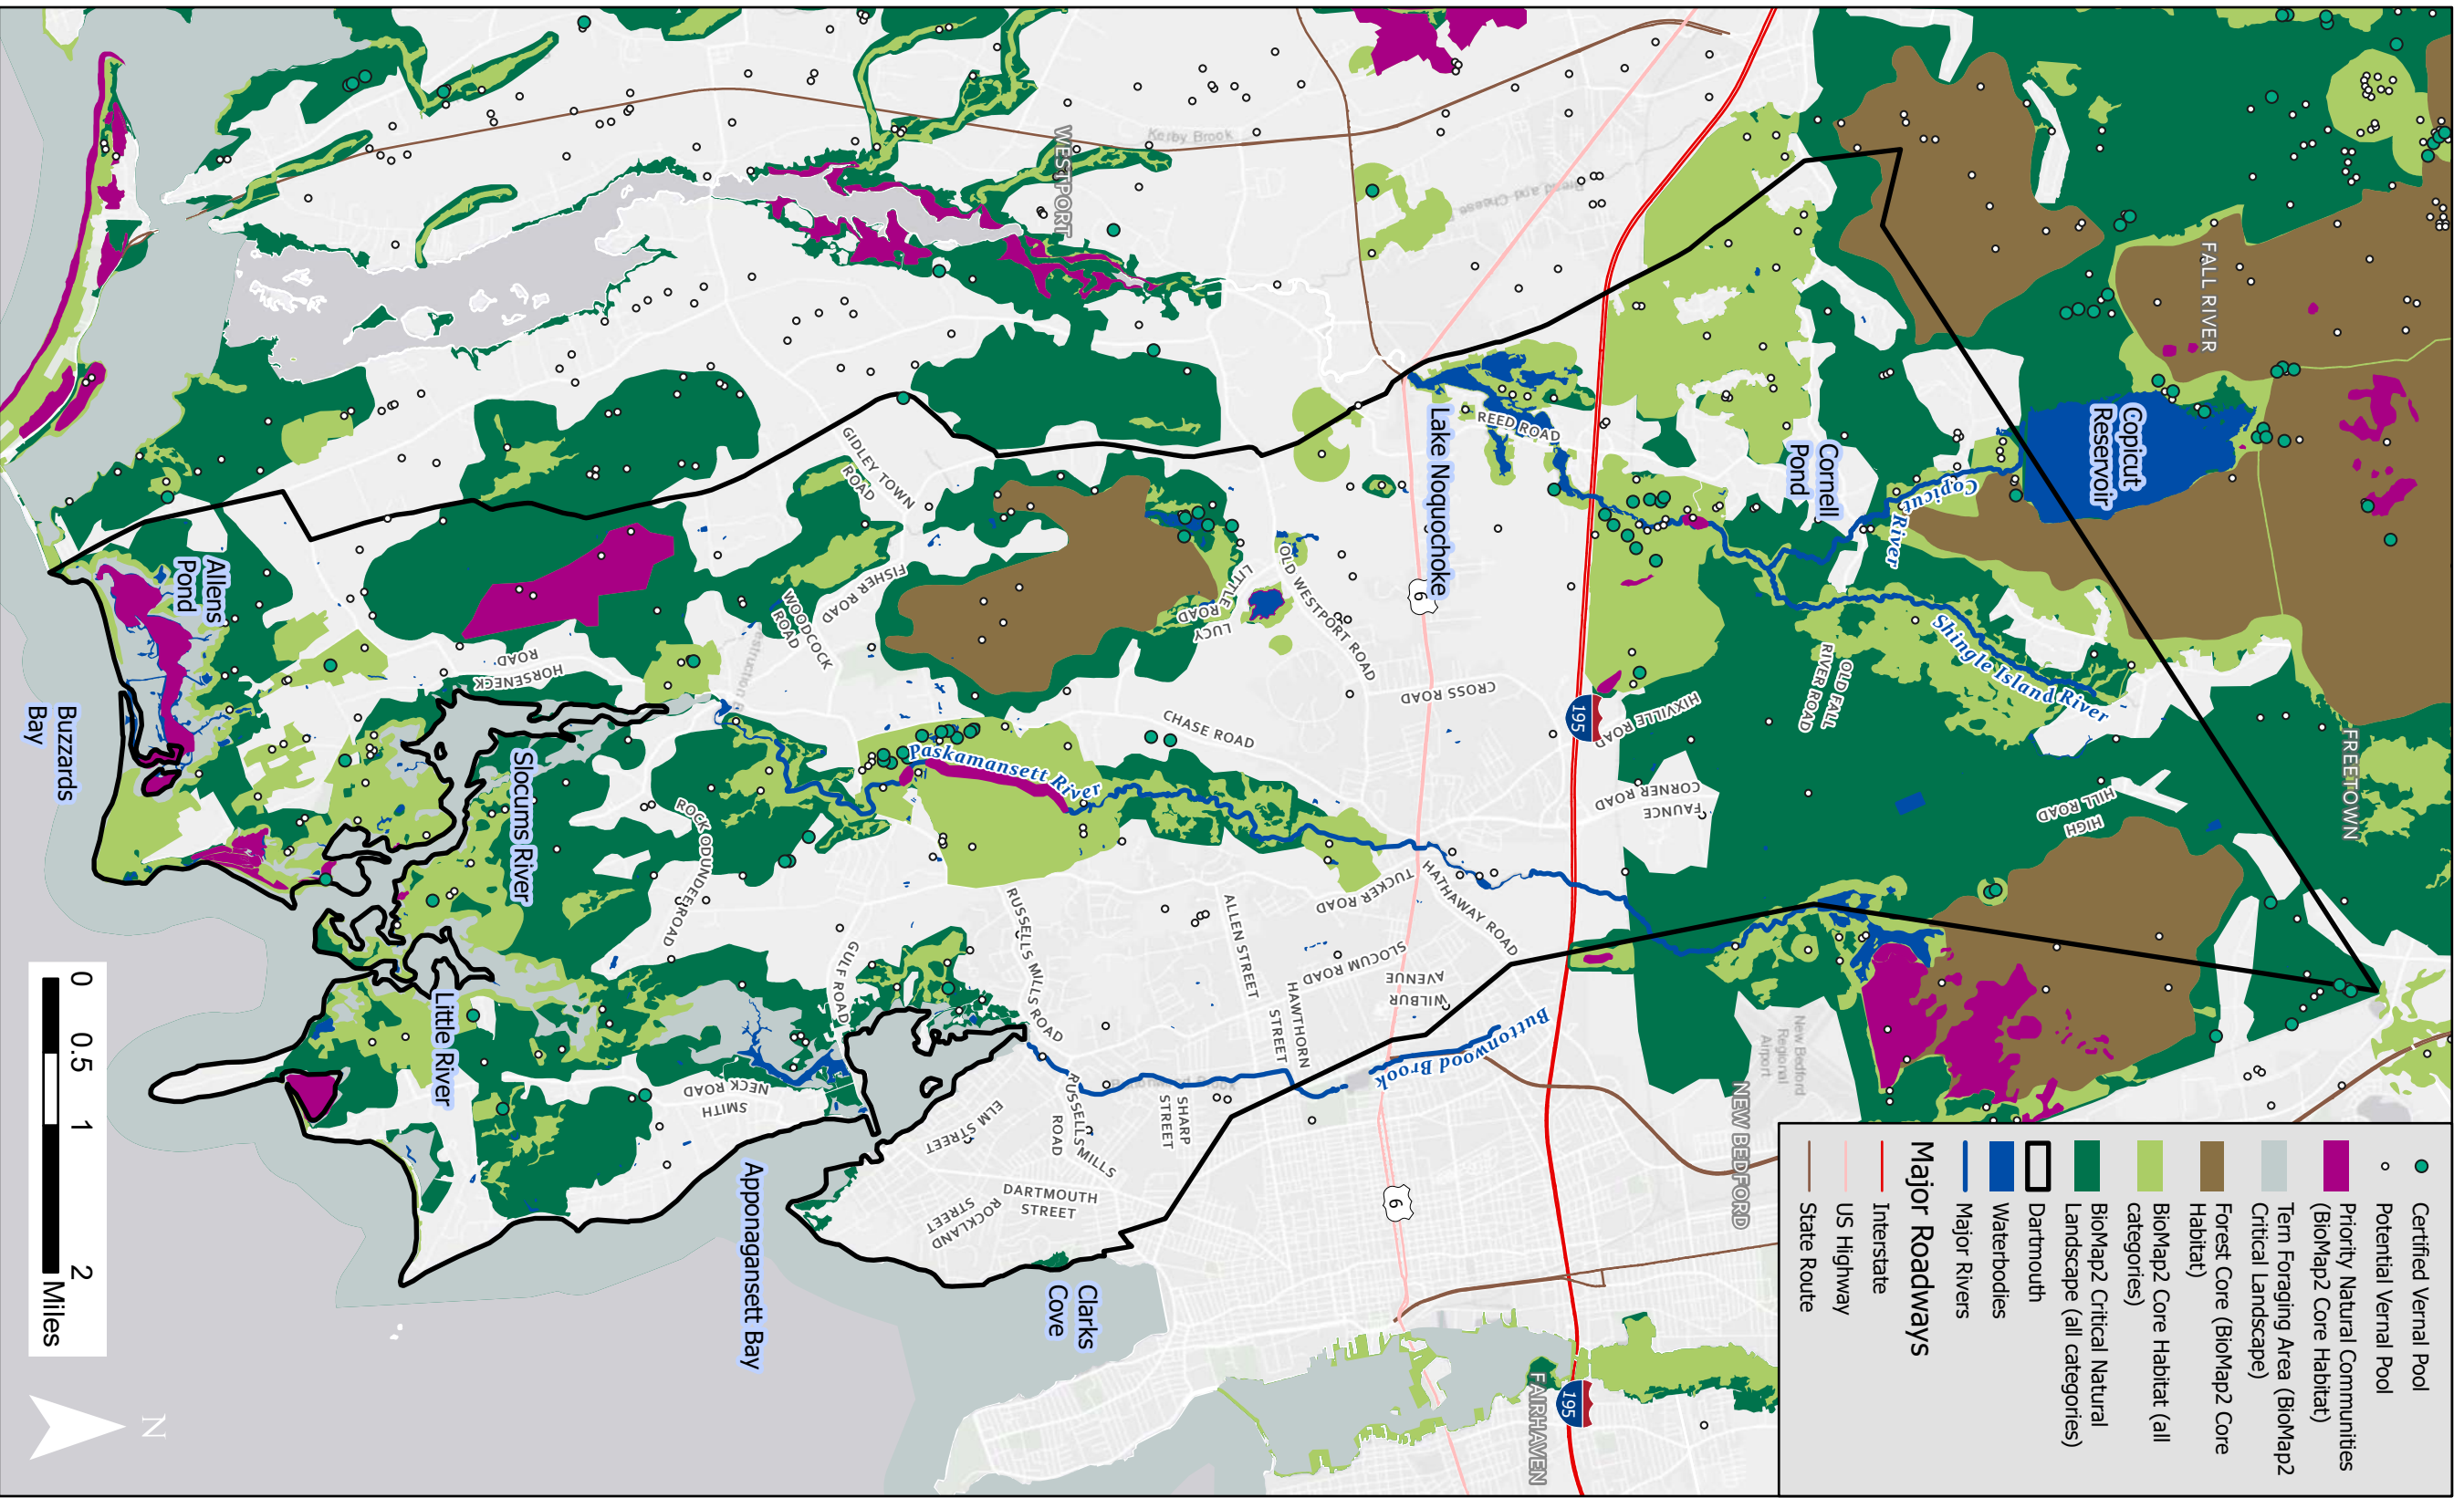 Certified Vernal Pool
Potential Vernal Pool
Priority Natural Communities
(BioMap2 Core Habitat)
Tern Foraging Area (BioMap2
Critical Landscape)
Forest Core (BioMap2 Core
Habitat)
BioMap2 Core Habitat (all
categories)
BioMap2 Critical Natural
Landscape (all categories)
Dartmouth
Waterbodies
Major Rivers
Major Roadways
Interstate
US Highway
State Route
FALL RIVER
FREETOWN
Copicut
Reservoir
Copicut River
Cornell
Pond
Shingle Island River
OLD FALL
RIVER ROAD
HIGH
HILL ROAD
New Bedford
Regional
Airport
NEW BEDFORD
195
HIXVILLE ROAD
FAUNCE
CORNER ROAD
REED ROAD
Lake Noquochoke
6
Kerby Brook
Bread and Cheese
WESTPORT
CROSS ROAD
OLD WESTPORT ROAD
LITTLE ROAD
LUCY
CHASE ROAD
HATHAWAY ROAD
TUCKER ROAD
SLOCUM ROAD
WILBUR
AVENUE
HAWTHORN
STREET
ALLEN STREET
Buttonwood Brook
6
195
FAIRHAVEN
Paskamansett River
RUSSELLS MILLS ROAD
RUSSELLS MILLS
ROAD
SHARP
STREET
ELM STREET
DARTMOUTH
STREET
ROCKLAND
STREET
Clarks
Cove
GIDLEY TOWN
ROAD
FISHER ROAD
WOODCOCK
ROAD
GULF ROAD
ROCK ODUNDEE ROAD
SMITH
NECK ROAD
Apponagansett Bay
HORSENECK
ROAD
Slocums River
Little River
Allens
Pond
Buzzards
Bay
0 0.5 1 2
Miles
N